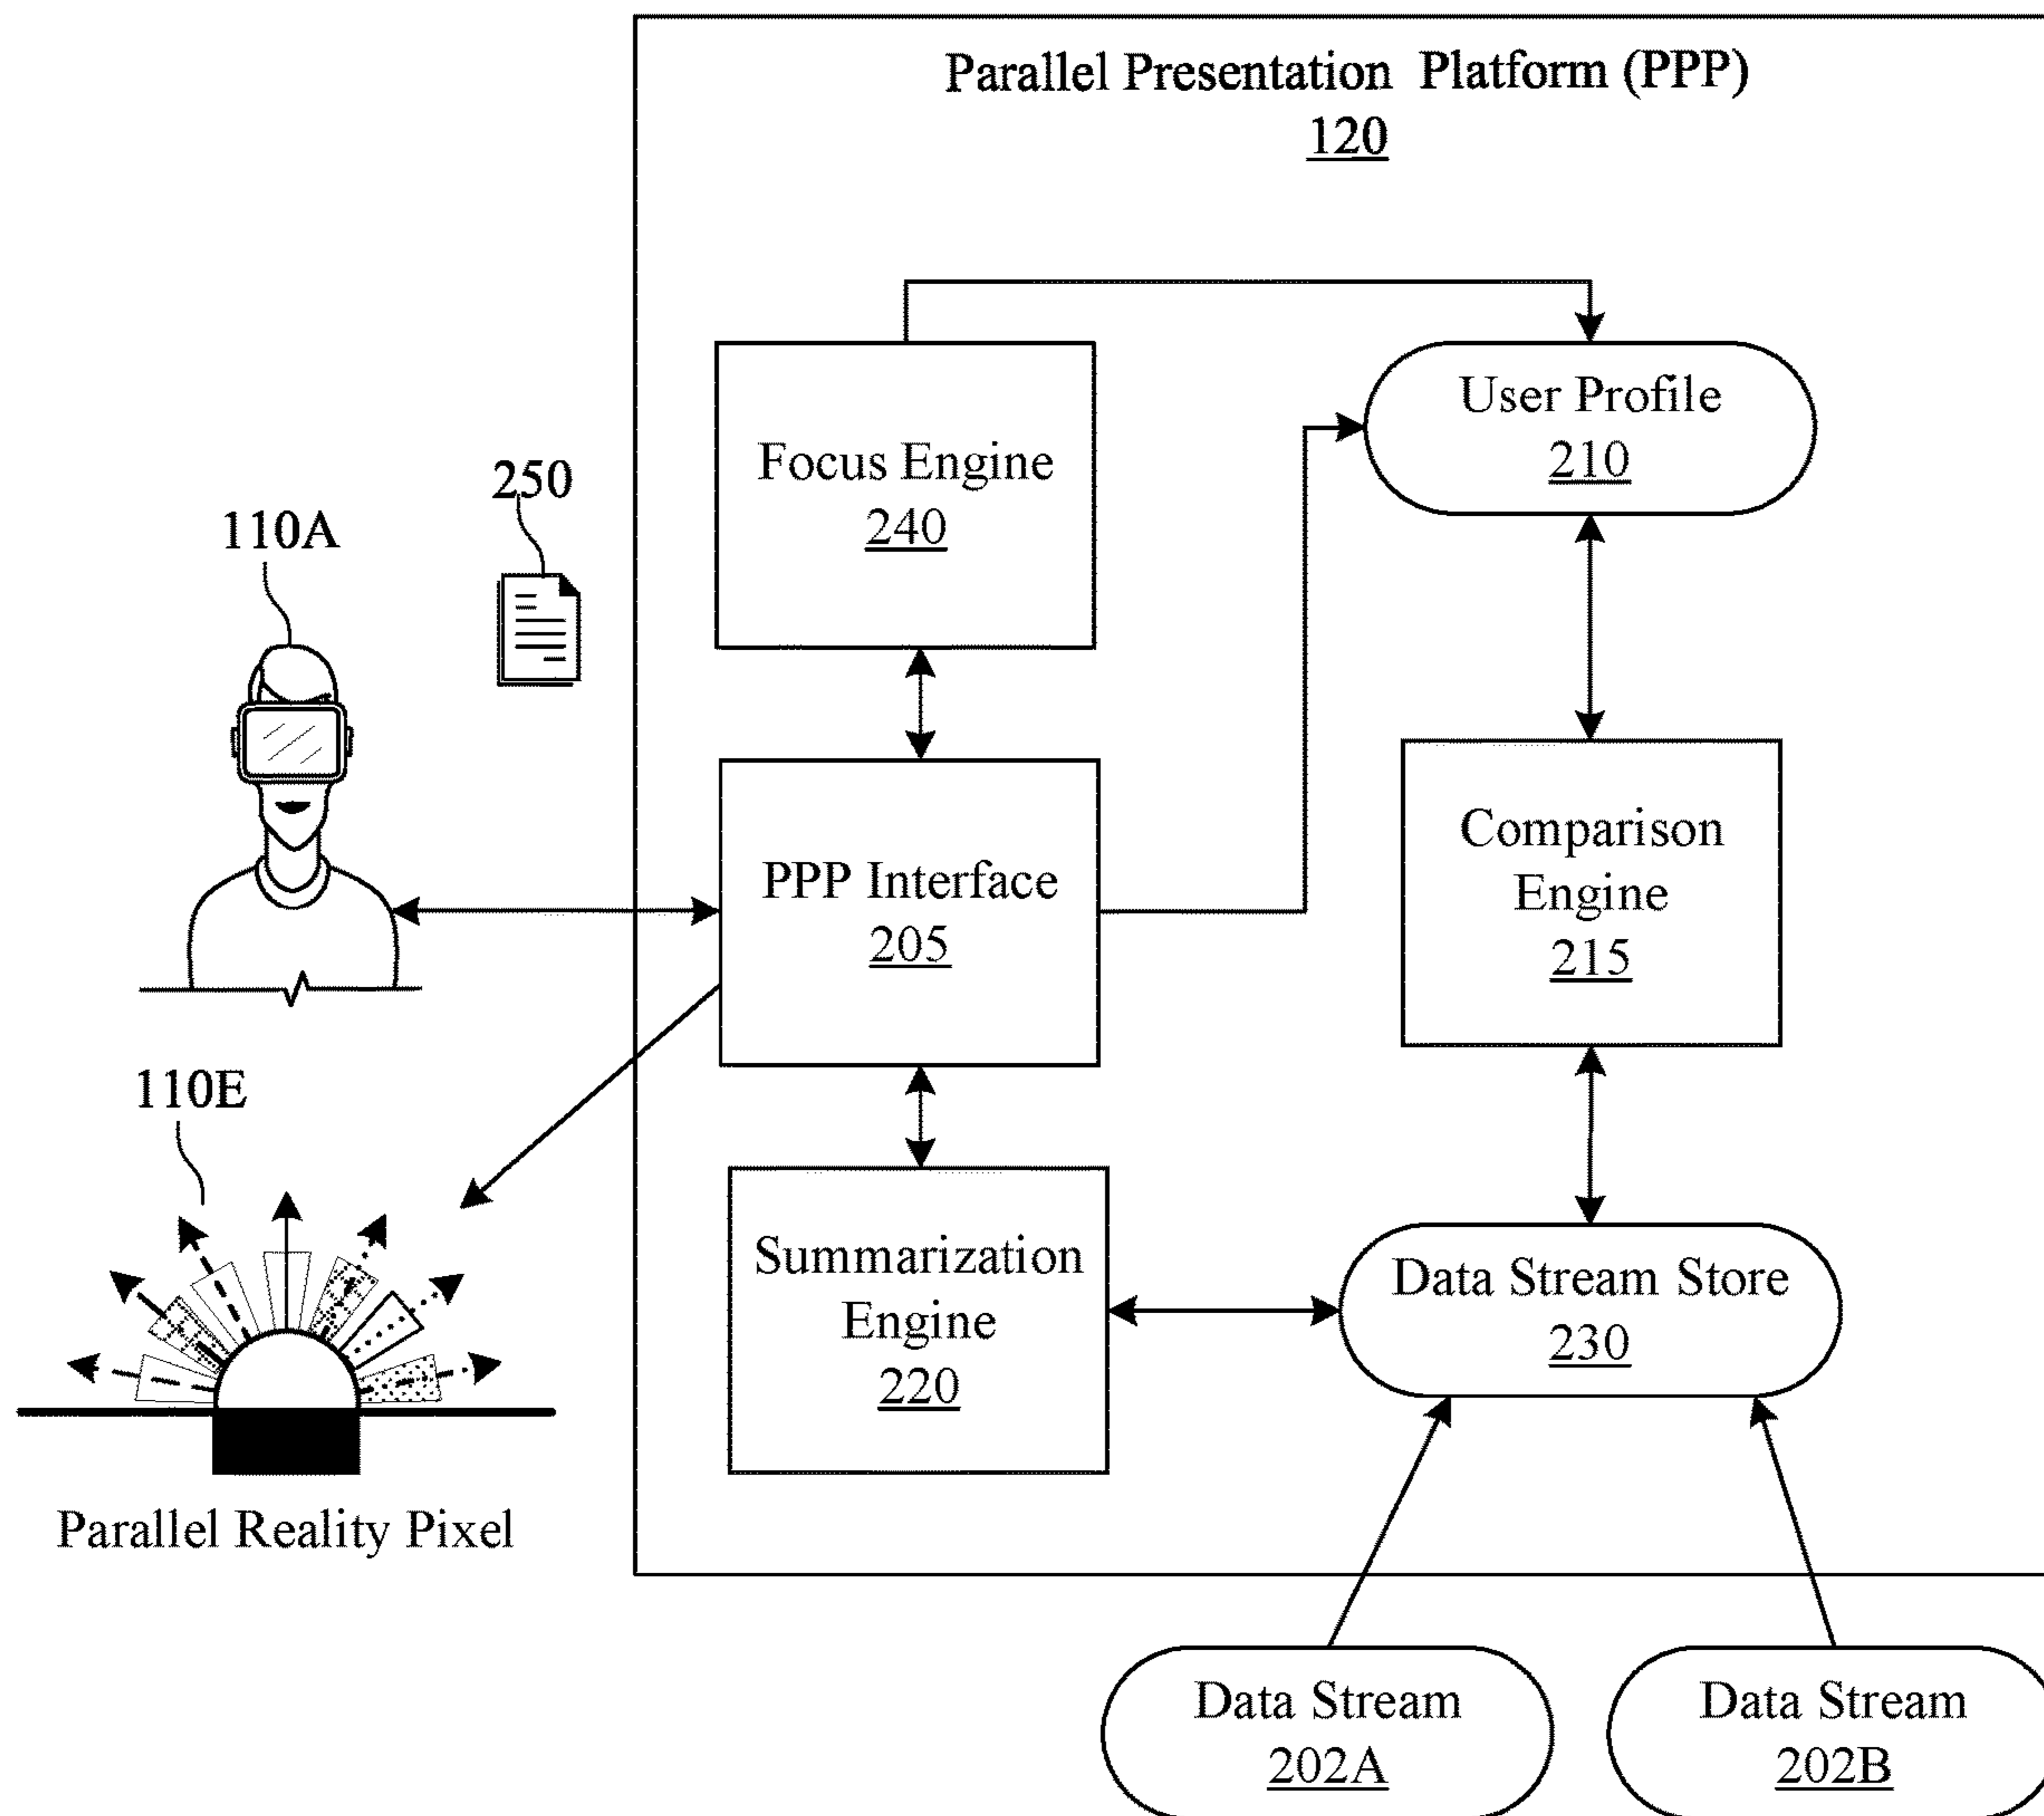 Parallel Presentation Platform (PPP)
120
Focus Engine
240
User Profile
210
250
110A
PPP Interface
205
Comparison
Engine
215
110E
Summarization
Engine
220
Data Stream Store
230
Parallel Reality Pixel
Data Stream
202A
Data Stream
202B